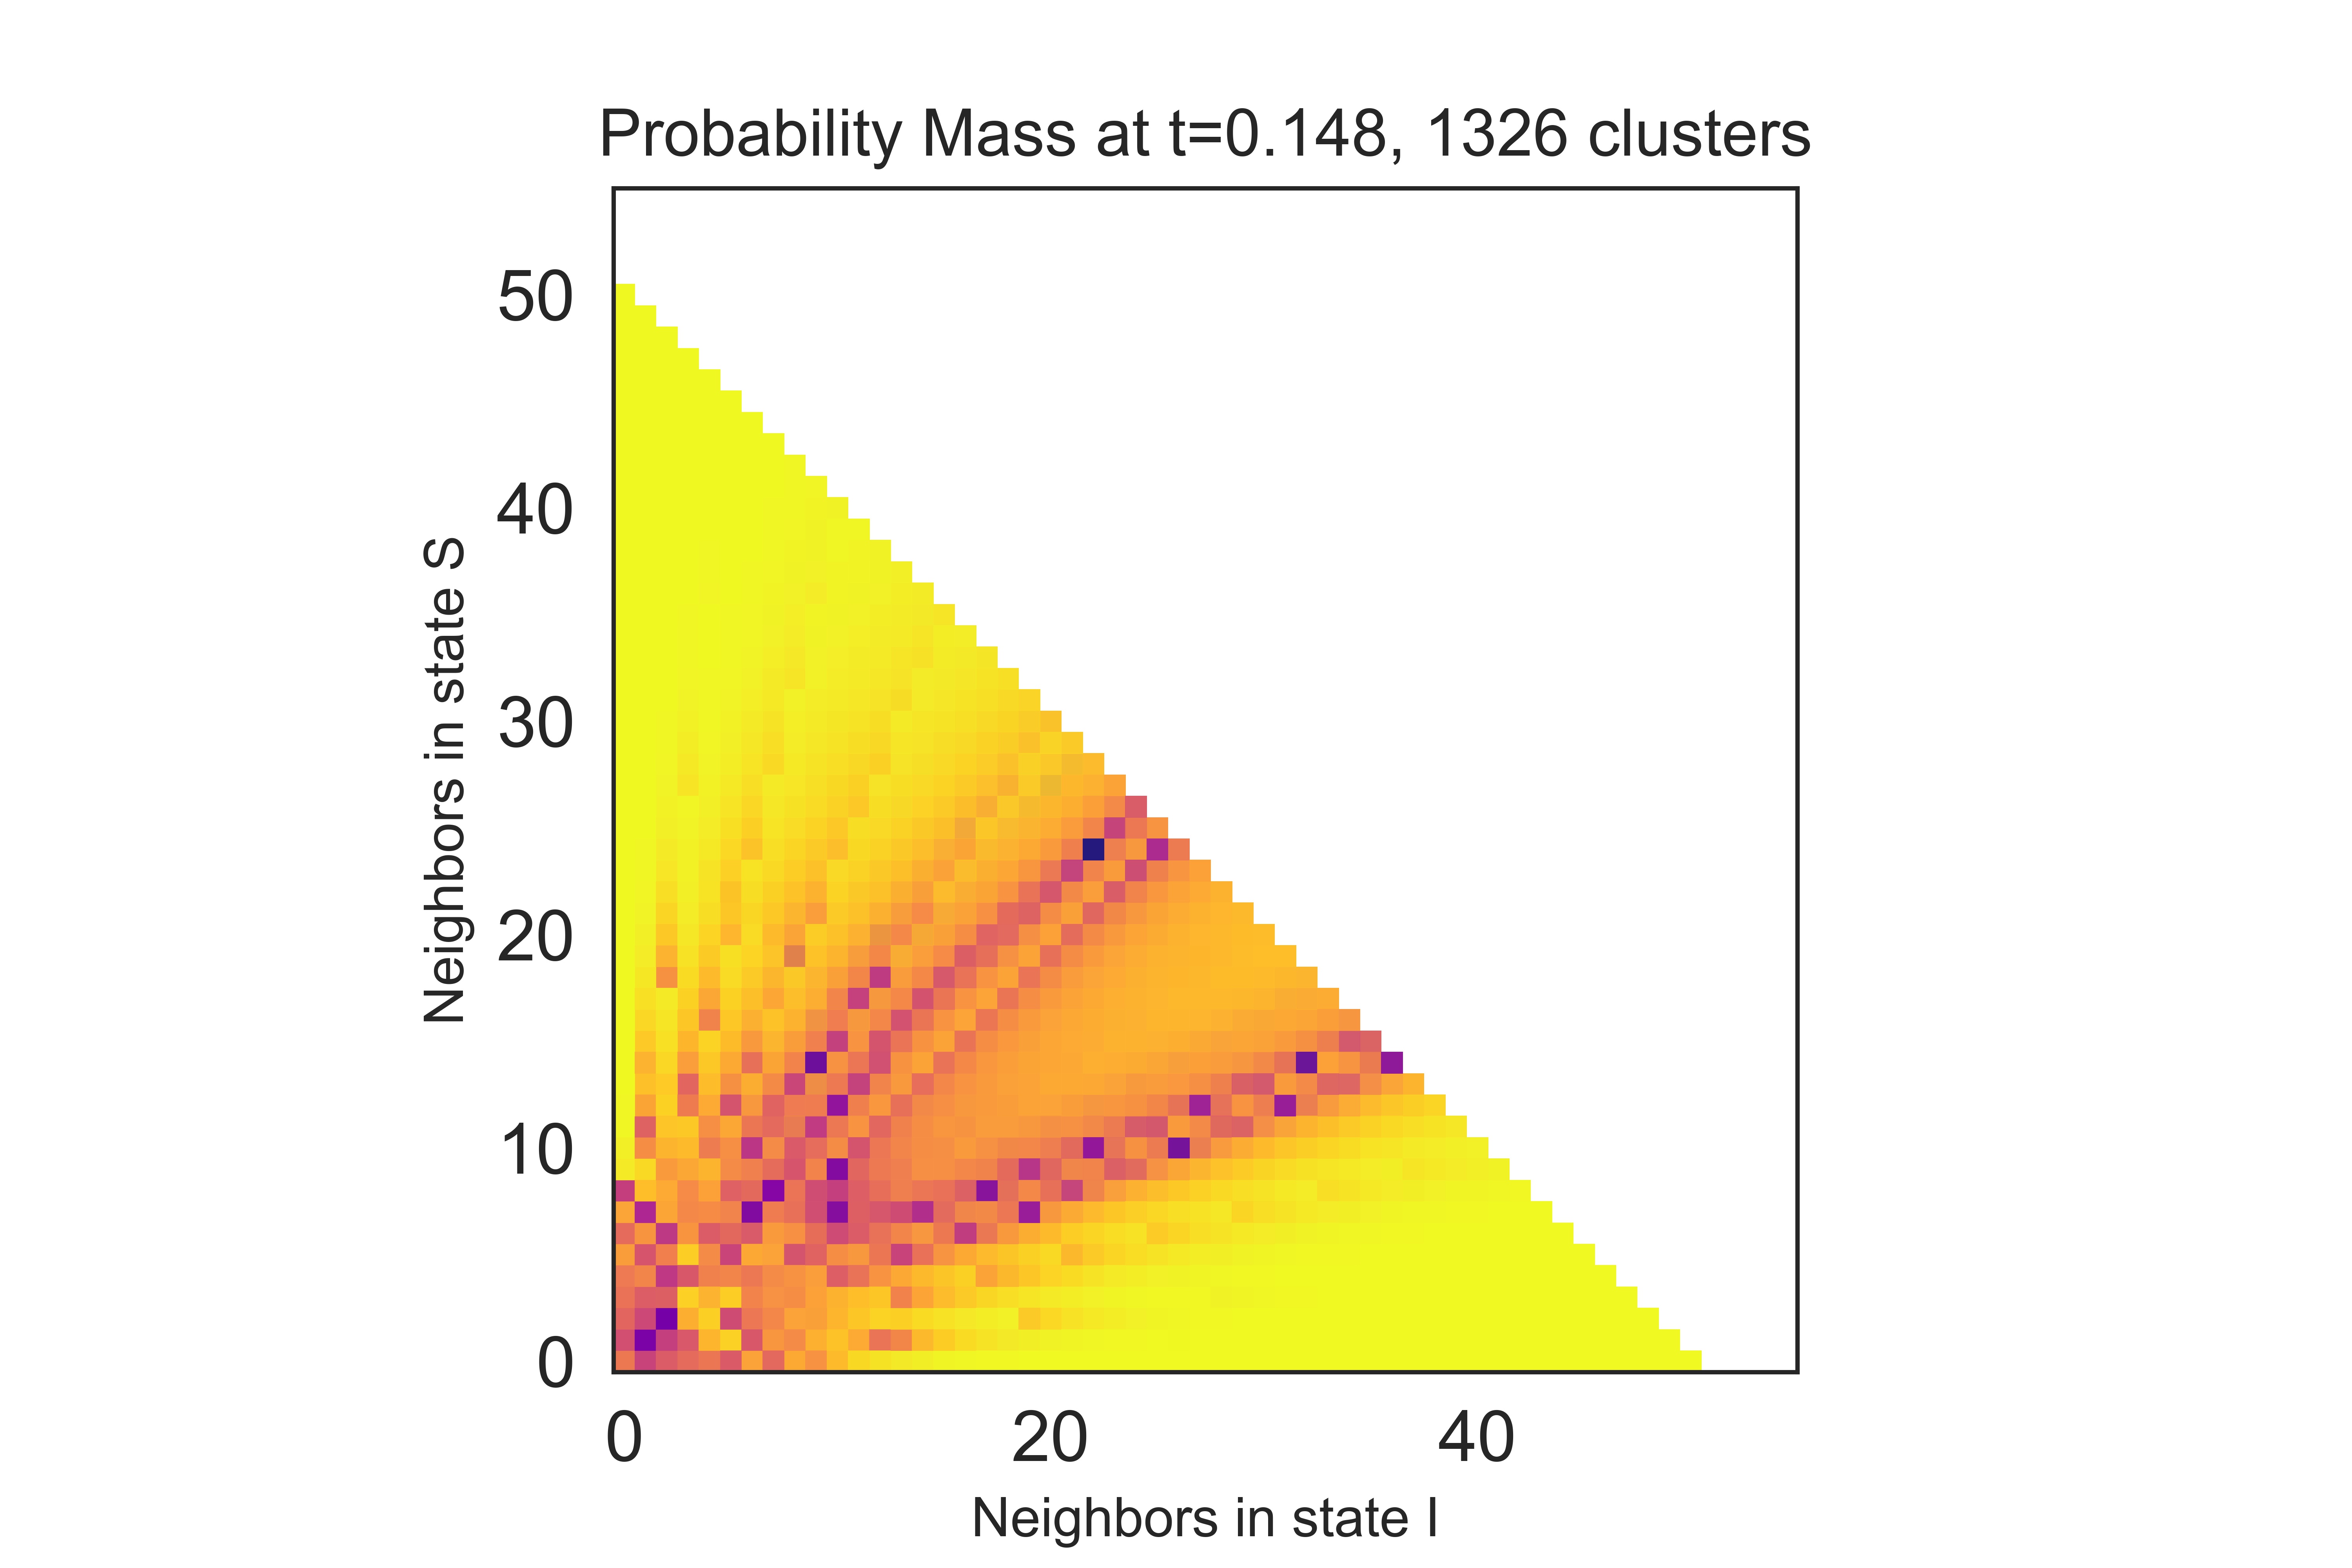 Probability Mass at t=0.148, 1326 clusters
Neighbors in state S
50
40
30
20
10
0
0 20 40
Neighbors in state I